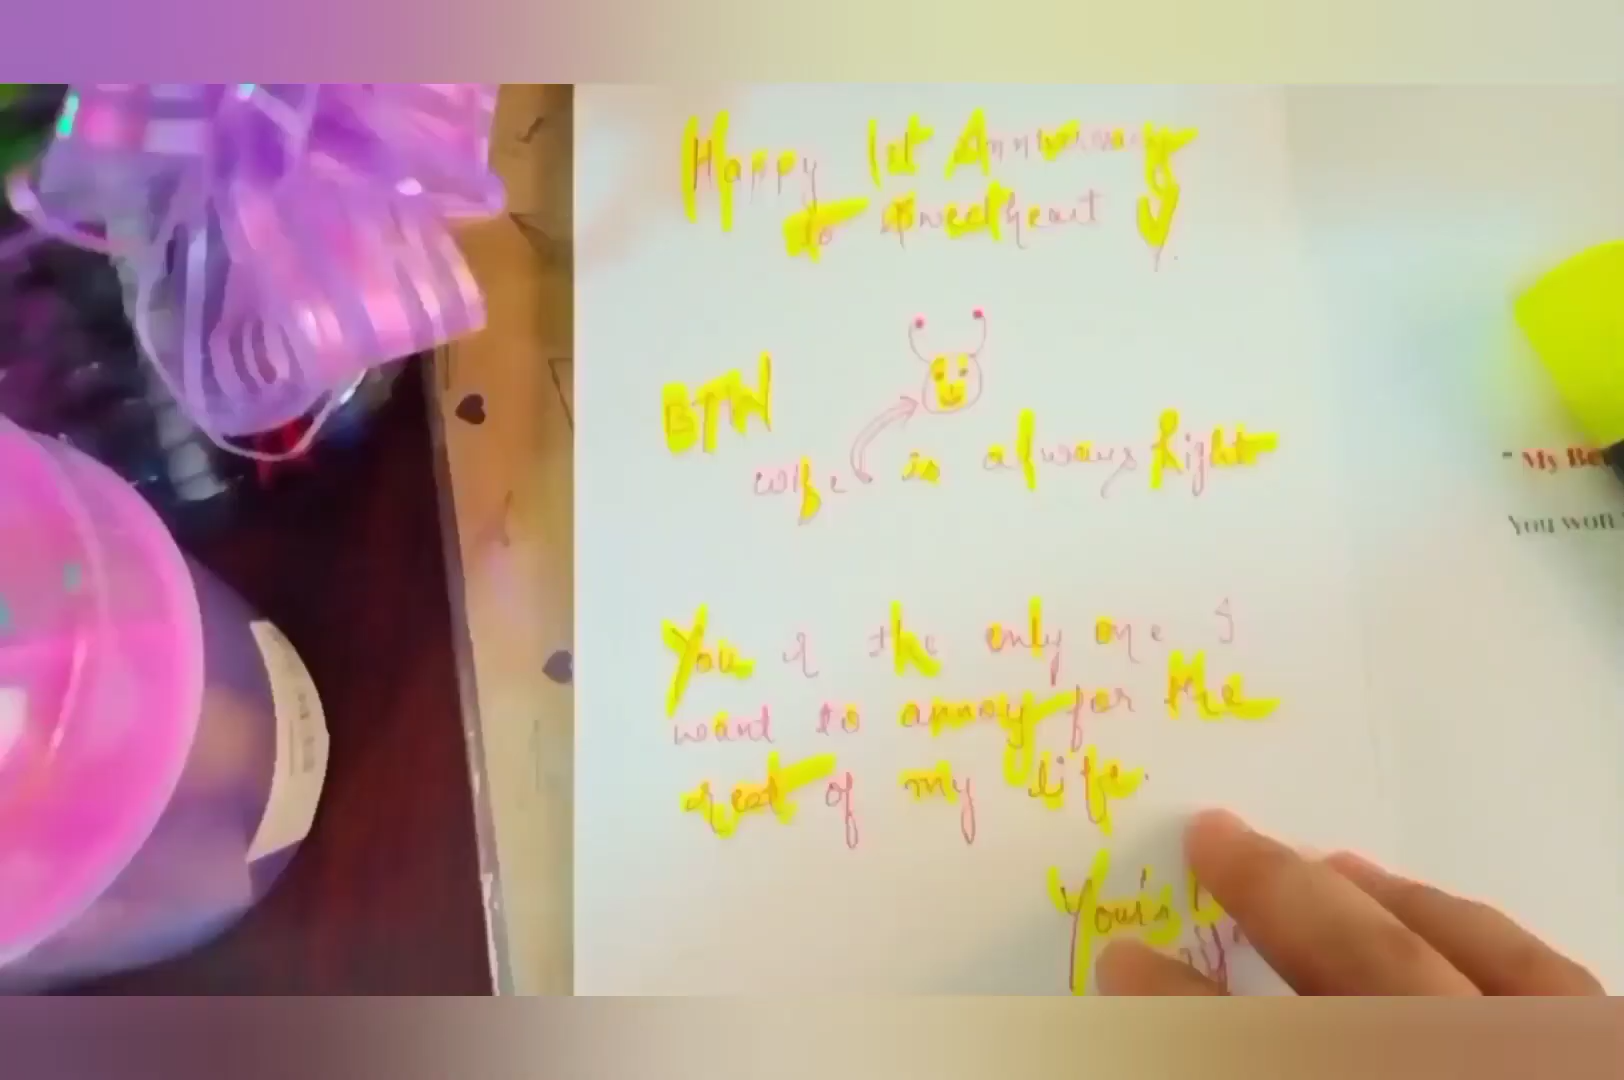 Happy 1st Anniversary
to sweetheart
BTW
wife is always Right
You r the only one I
want to annoy for the
rest of my life.
Your's
"My Be
You won